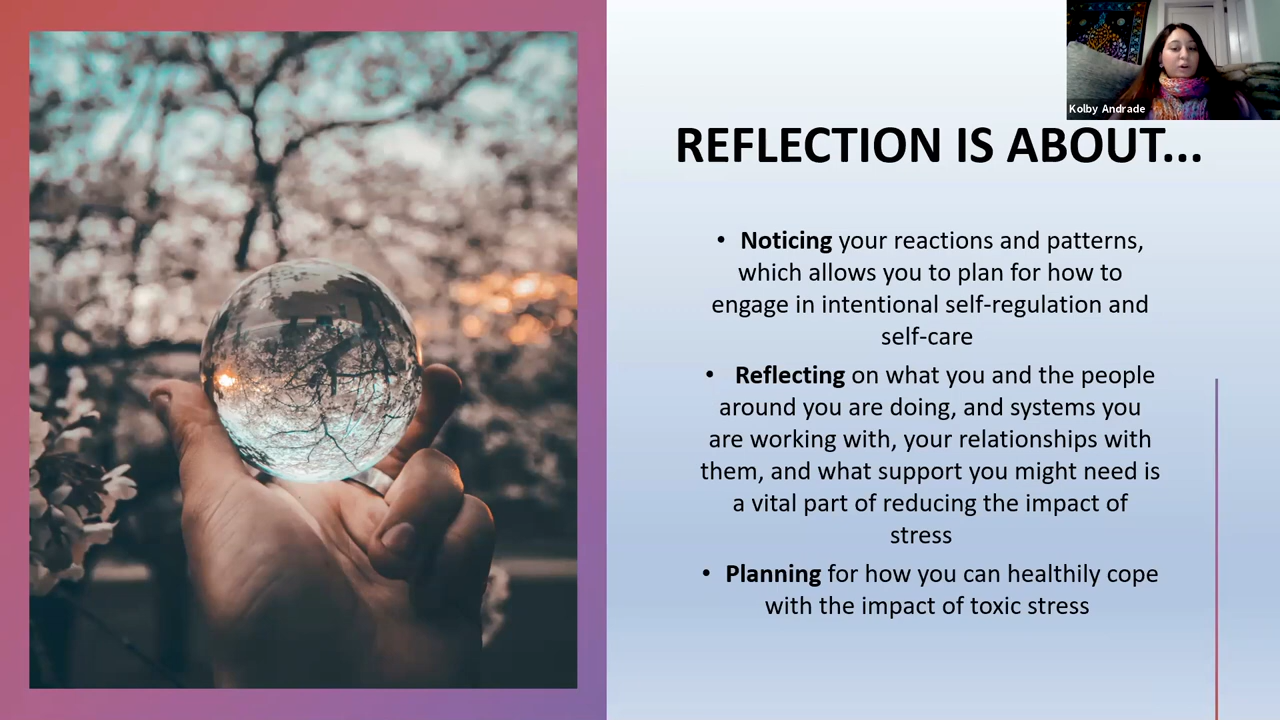 Kolby Andrade
REFLECTION IS ABOUT...
• Noticing your reactions and patterns,
which allows you to plan for how to
engage in intentional self-regulation and
self-care
• Reflecting on what you and the people
around you are doing, and systems you
are working with, your relationships with
them, and what support you might need is
a vital part of reducing the impact of
stress
• Planning for how you can healthily cope
with the impact of toxic stress